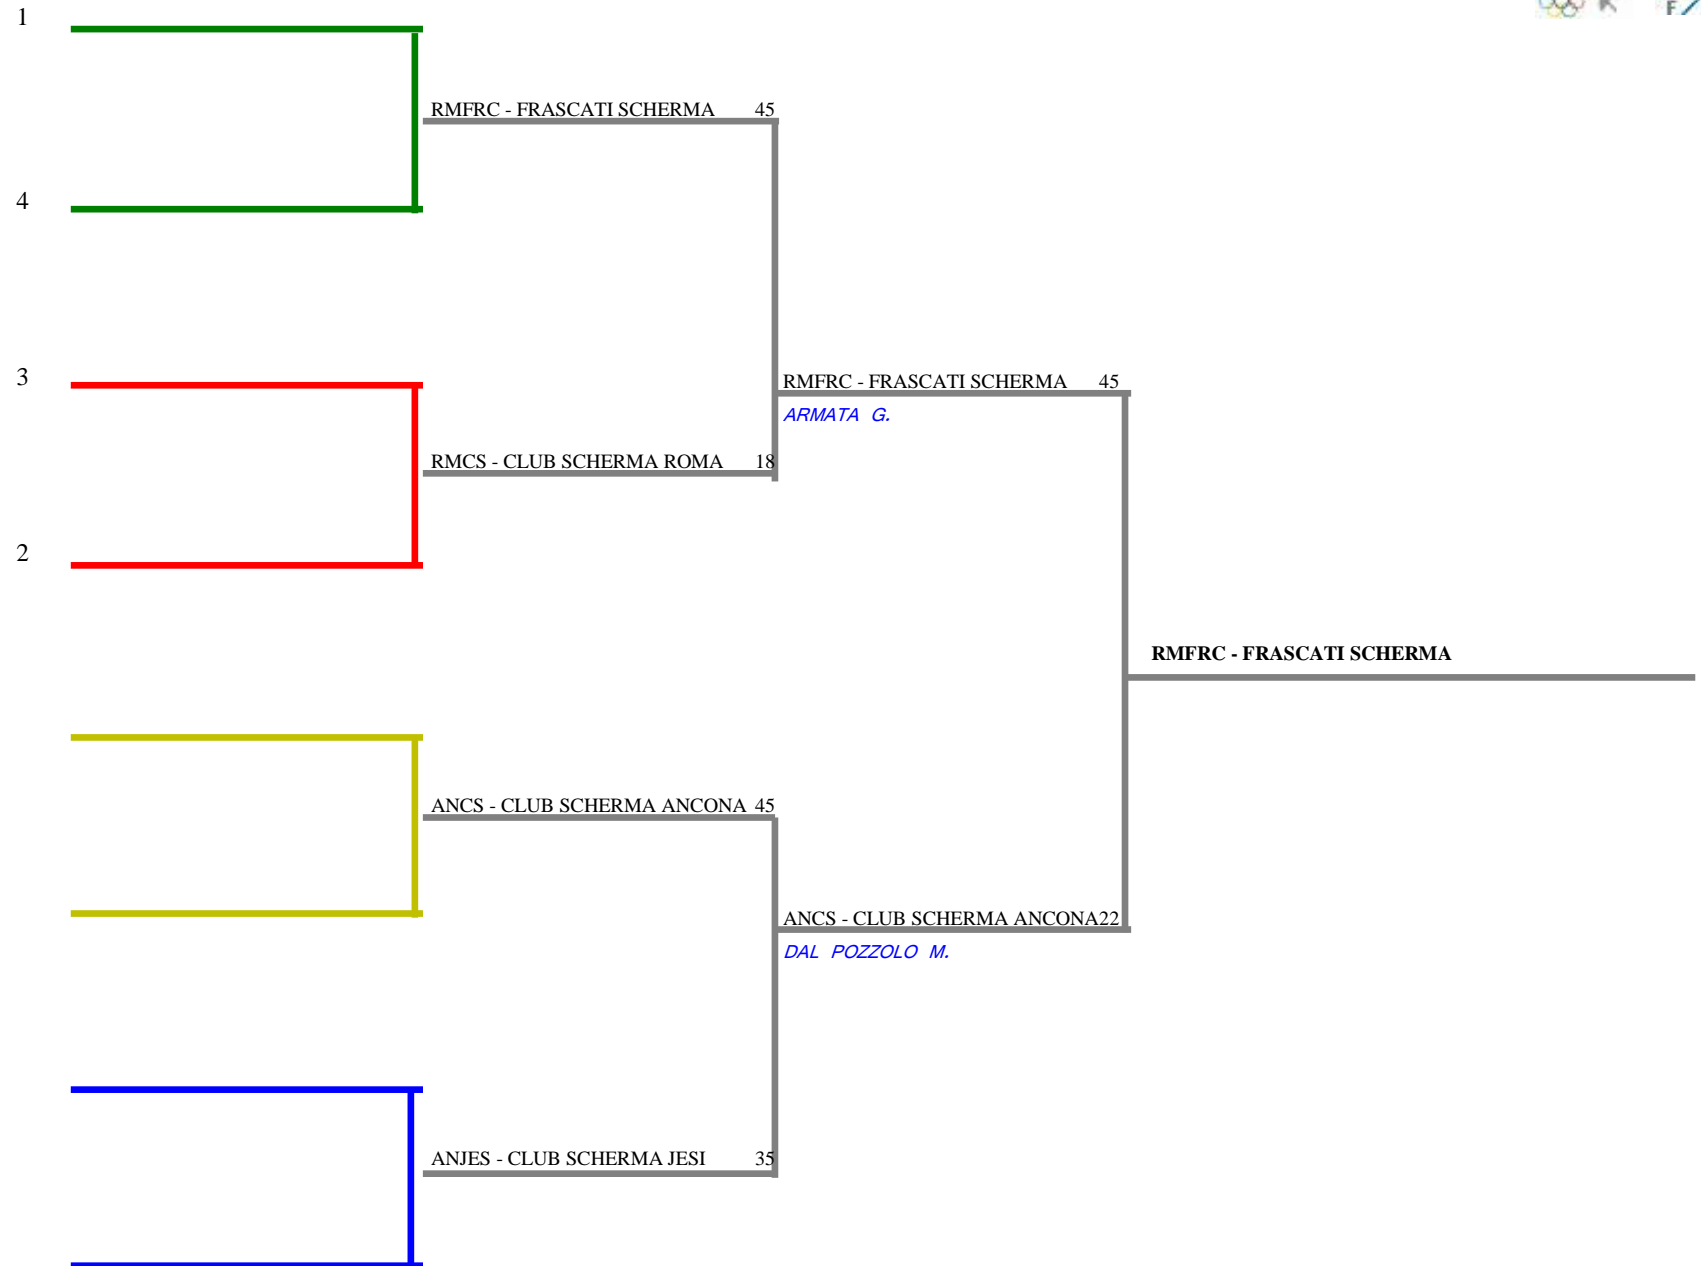 1
RMFRC - FRASCATI SCHERMA 45
4
3
RMFRC - FRASCATI SCHERMA 45
ARMATA G.
RMCS - CLUB SCHERMA ROMA 18
2
RMFRC - FRASCATI SCHERMA
ANCS - CLUB SCHERMA ANCONA 45
ANCS - CLUB SCHERMA ANCONA22
DAL POZZOLO M.
ANJES - CLUB SCHERMA JESI 35